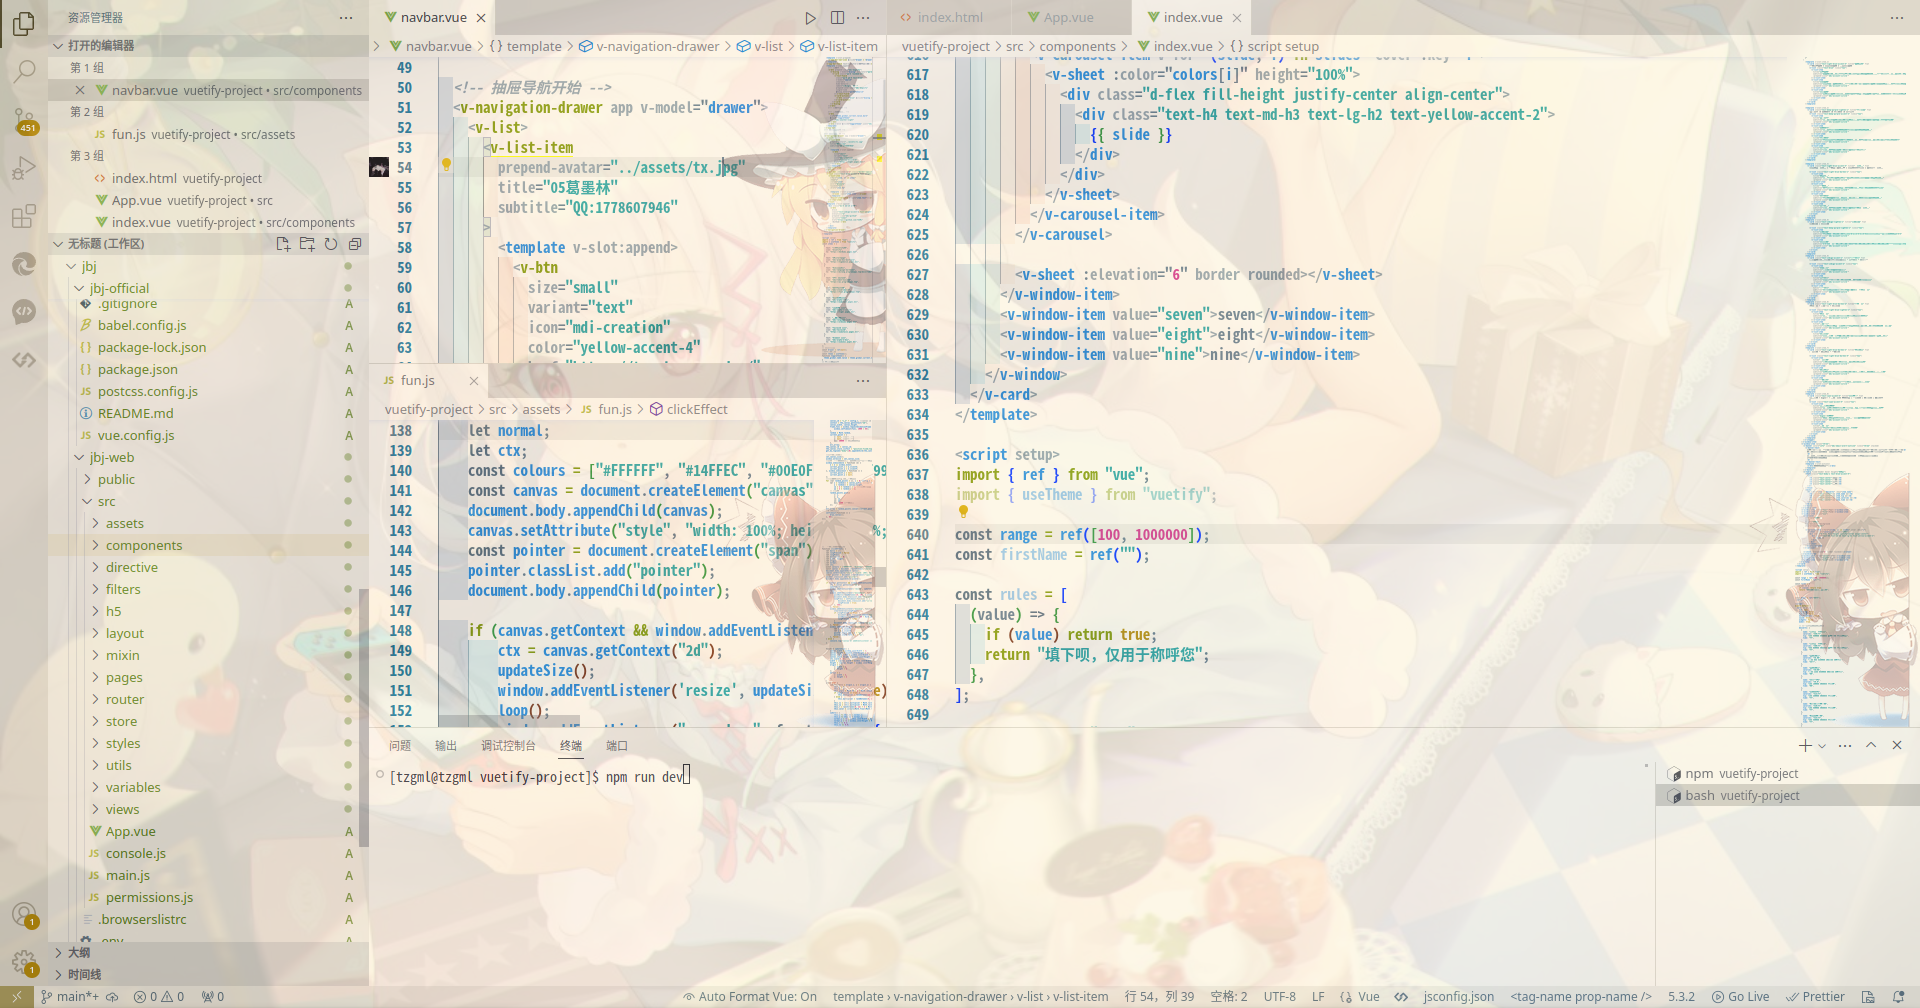 资源管理器
打开的编辑器
第 1 组
navbar.vue vuetify-project • src/components
第 2 组
JS fun.js vuetify-project • src/assets
第 3 组
index.html vuetify-project
App.vue vuetify-project • src
index.vue vuetify-project • src/components
无标题 (工作区)
jbj
jbj-official
.gitignore A
babel.config.js A
package-lock.json A
package.json A
JS postcss.config.js A
README.md A
vue.config.js A
jbj-web
public
src
assets
components
directive
filters
h5
layout
mixin
pages
router
store
styles
utils
variables
views
App.vue A
JS console.js A
JS main.js A
JS permissions.js A
.browserslistrc A
大纲
时间线
451
1
1
navbar.vue
navbar.vue > {} template > v-navigation-drawer > v-list > v-list-item
49
50 <!-- 抽屉导航开始 -->
51 <v-navigation-drawer app v-model="drawer">
52 <v-list>
53 <v-list-item
54 prepend-avatar="../assets/tx.jpg"
55 title="05葛墨林"
56 subtitle="QQ:1778607946"
57 >
58 <template v-slot:append>
59 <v-btn
60 size="small"
61 variant="text"
62 icon="mdi-creation"
63 color="yellow-accent-4"
JS fun.js
vuetify-project > src > assets > JS fun.js > clickEffect
138 let normal;
139 let ctx;
140 const colours = ["#FFFFFF", "#14FFEC", "#00E0F
141 const canvas = document.createElement("canvas"
142 document.body.appendChild(canvas);
143 canvas.setAttribute("style", "width: 100%; hei
144 const pointer = document.createElement("span")
145 pointer.classList.add("pointer");
146 document.body.appendChild(pointer);
147
148 if (canvas.getContext && window.addEventListen
149 ctx = canvas.getContext("2d");
150 updateSize();
151 window.addEventListener('resize', updateSi
152 loop();
index.html
App.vue
index.vue
vuetify-project > src > components > index.vue > {} script setup
617 <v-sheet :color="colors[i]" height="100%">
618 <div class="d-flex fill-height justify-center align-center">
619 <div class="text-h4 text-md-h3 text-lg-h2 text-yellow-accent-2">
620 {{ slide }}
621 </div>
622 </div>
623 </v-sheet>
624 </v-carousel-item>
625 </v-carousel>
626
627 <v-sheet :elevation="6" border rounded></v-sheet>
628 </v-window-item>
629 <v-window-item value="seven">seven</v-window-item>
630 <v-window-item value="eight">eight</v-window-item>
631 <v-window-item value="nine">nine</v-window-item>
632 </v-window>
633 </v-card>
634 </template>
635
636 <script setup>
637 import { ref } from "vue";
638 import { useTheme } from "vuetify";
639
640 const range = ref([100, 1000000]);
641 const firstName = ref("");
642
643 const rules = [
644 (value) => {
645 if (value) return true;
646 return "填下呗, 仅用于称呼您";
647 },
648 ];
649
问题 输出 调试控制台 终端 端口
[tzgml@tzgml vuetify-project]$ npm run dev
npm vuetify-project
bash vuetify-project
main*+ 0 0 0
Auto Format Vue: On template › v-navigation-drawer › v-list › v-list-item 行 54, 列 39 空格: 2 UTF-8 LF {} Vue jsconfig.json <tag-name prop-name /> 5.3.2 Go Live Prettier